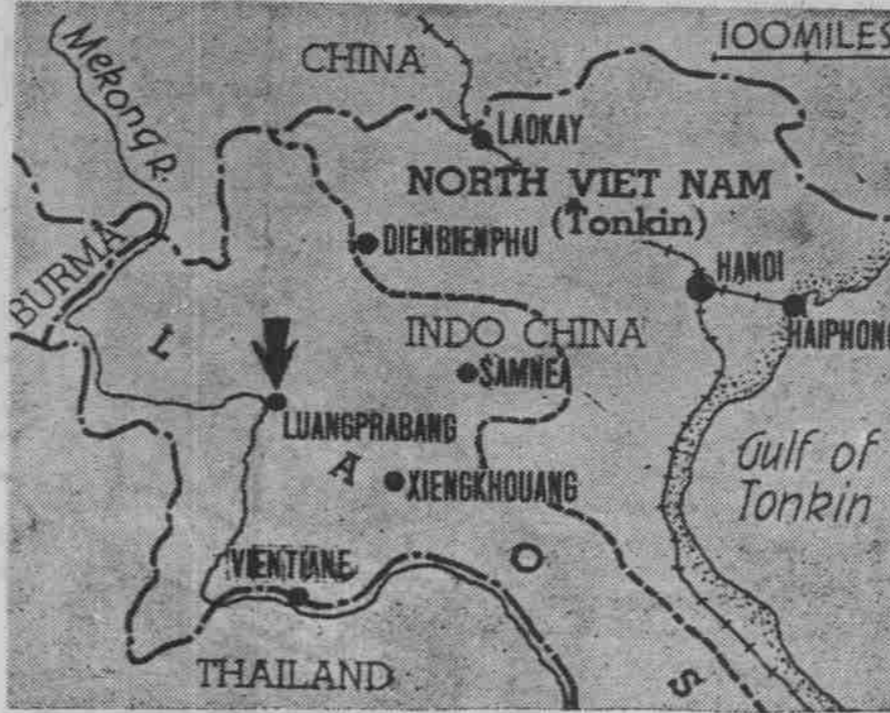 100MILES
Mekong R.
CHINA
LAOKAY
NORTH VIET NAM
(Tonkin)
DIENBIENPHU
BURMA
HANOI
HAIPHONG
L
INDO CHINA
SAMNEA
LUANGPRABANG
A
XIENGKHOUANG
Gulf of
Tonkin
O
VIENTIANE
THAILAND
S